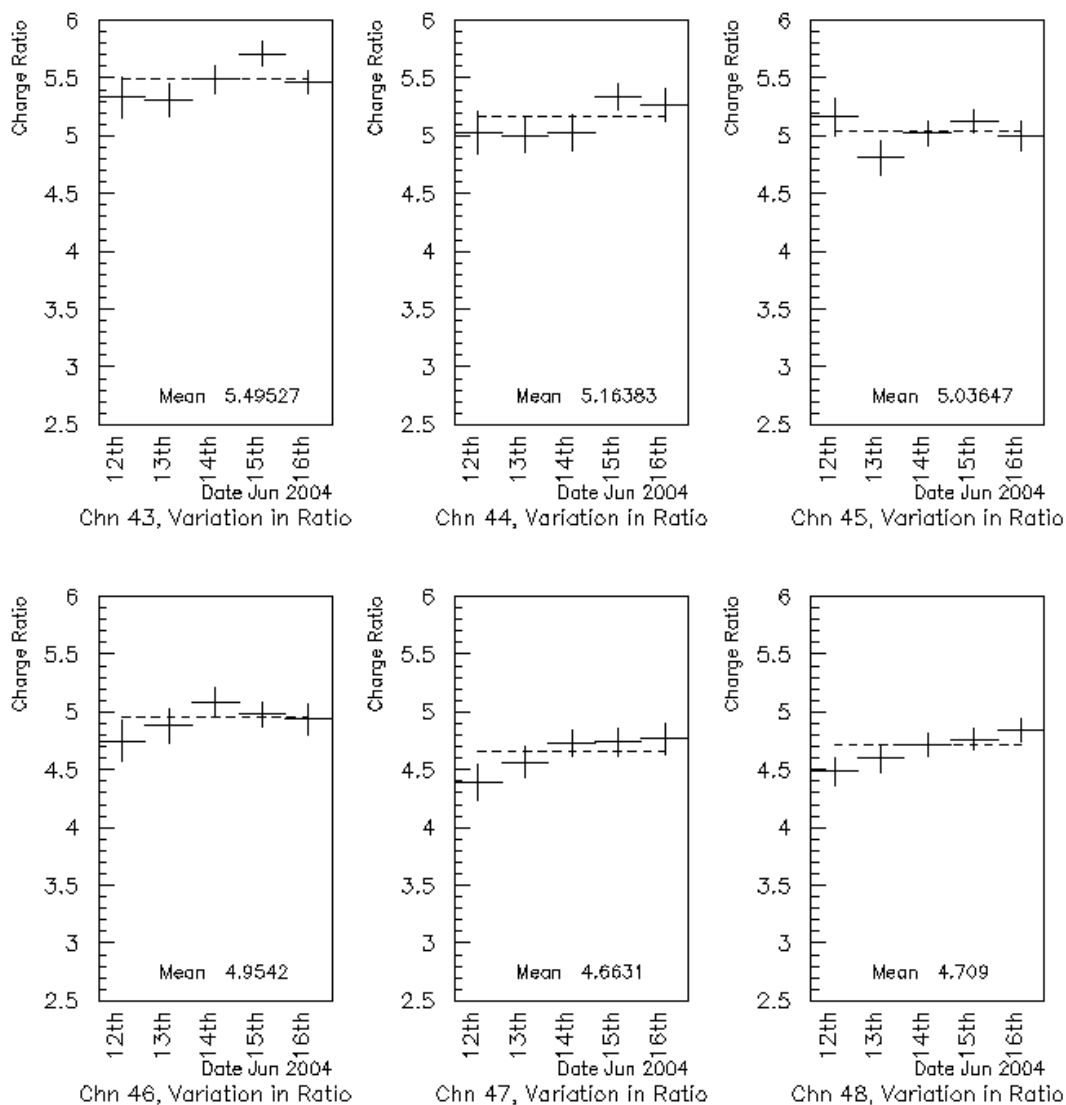 Charge Ratio
6
5.5
5
4.5
4
3.5
3
2.5
Mean 5.49527
12th
13th
14th
15th
16th
Date Jun 2004
Chn 43, Variation in Ratio
Charge Ratio
6
5.5
5
4.5
4
3.5
3
2.5
Mean 5.16383
12th
13th
14th
15th
16th
Date Jun 2004
Chn 44, Variation in Ratio
Charge Ratio
6
5.5
5
4.5
4
3.5
3
2.5
Mean 5.03647
12th
13th
14th
15th
16th
Date Jun 2004
Chn 45, Variation in Ratio
Charge Ratio
6
5.5
5
4.5
4
3.5
3
2.5
Mean 4.9542
12th
13th
14th
15th
16th
Date Jun 2004
Chn 46, Variation in Ratio
Charge Ratio
6
5.5
5
4.5
4
3.5
3
2.5
Mean 4.6631
12th
13th
14th
15th
16th
Date Jun 2004
Chn 47, Variation in Ratio
Charge Ratio
6
5.5
5
4.5
4
3.5
3
2.5
Mean 4.709
12th
13th
14th
15th
16th
Date Jun 2004
Chn 48, Variation in Ratio